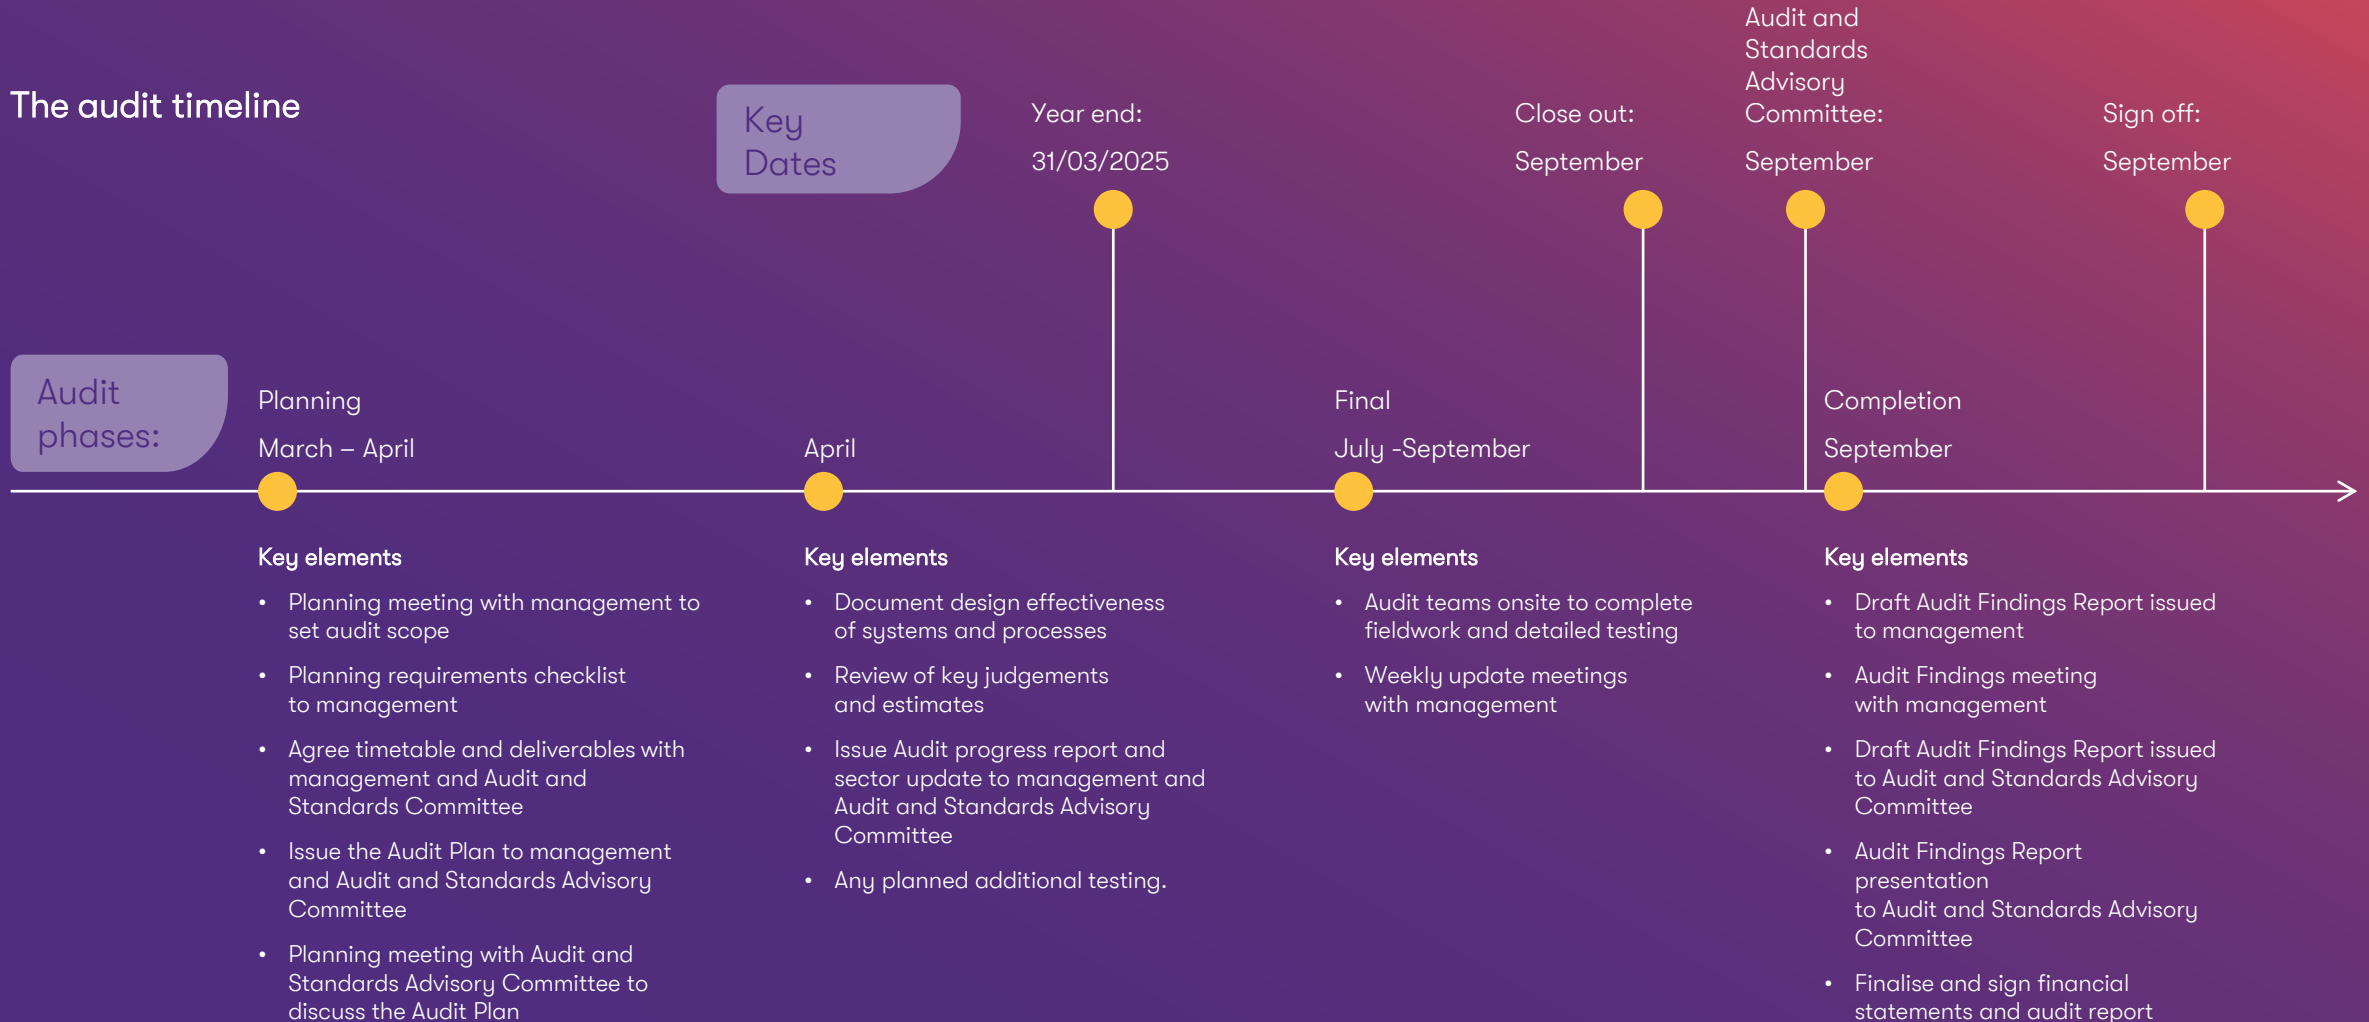 The audit timeline
Key
Dates
Year end:
31/03/2025
Close out:
September
Audit and
Standards
Advisory
Committee:
September
Sign off:
September
Audit
phases:
Planning
March – April
April
Final
July -September
Completion
September
Key elements
• Planning meeting with management to
set audit scope
• Planning requirements checklist
to management
• Agree timetable and deliverables with
management and Audit and
Standards Committee
• Issue the Audit Plan to management
and Audit and Standards Advisory
Committee
• Planning meeting with Audit and
Standards Advisory Committee to
discuss the Audit Plan
Key elements
• Document design effectiveness
of systems and processes
• Review of key judgements
and estimates
• Issue Audit progress report and
sector update to management and
Audit and Standards Advisory
Committee
• Any planned additional testing.
Key elements
• Audit teams onsite to complete
fieldwork and detailed testing
• Weekly update meetings
with management
Key elements
• Draft Audit Findings Report issued
to management
• Audit Findings meeting
with management
• Draft Audit Findings Report issued
to Audit and Standards Advisory
Committee
• Audit Findings Report
presentation
to Audit and Standards Advisory
Committee
• Finalise and sign financial
statements and audit report